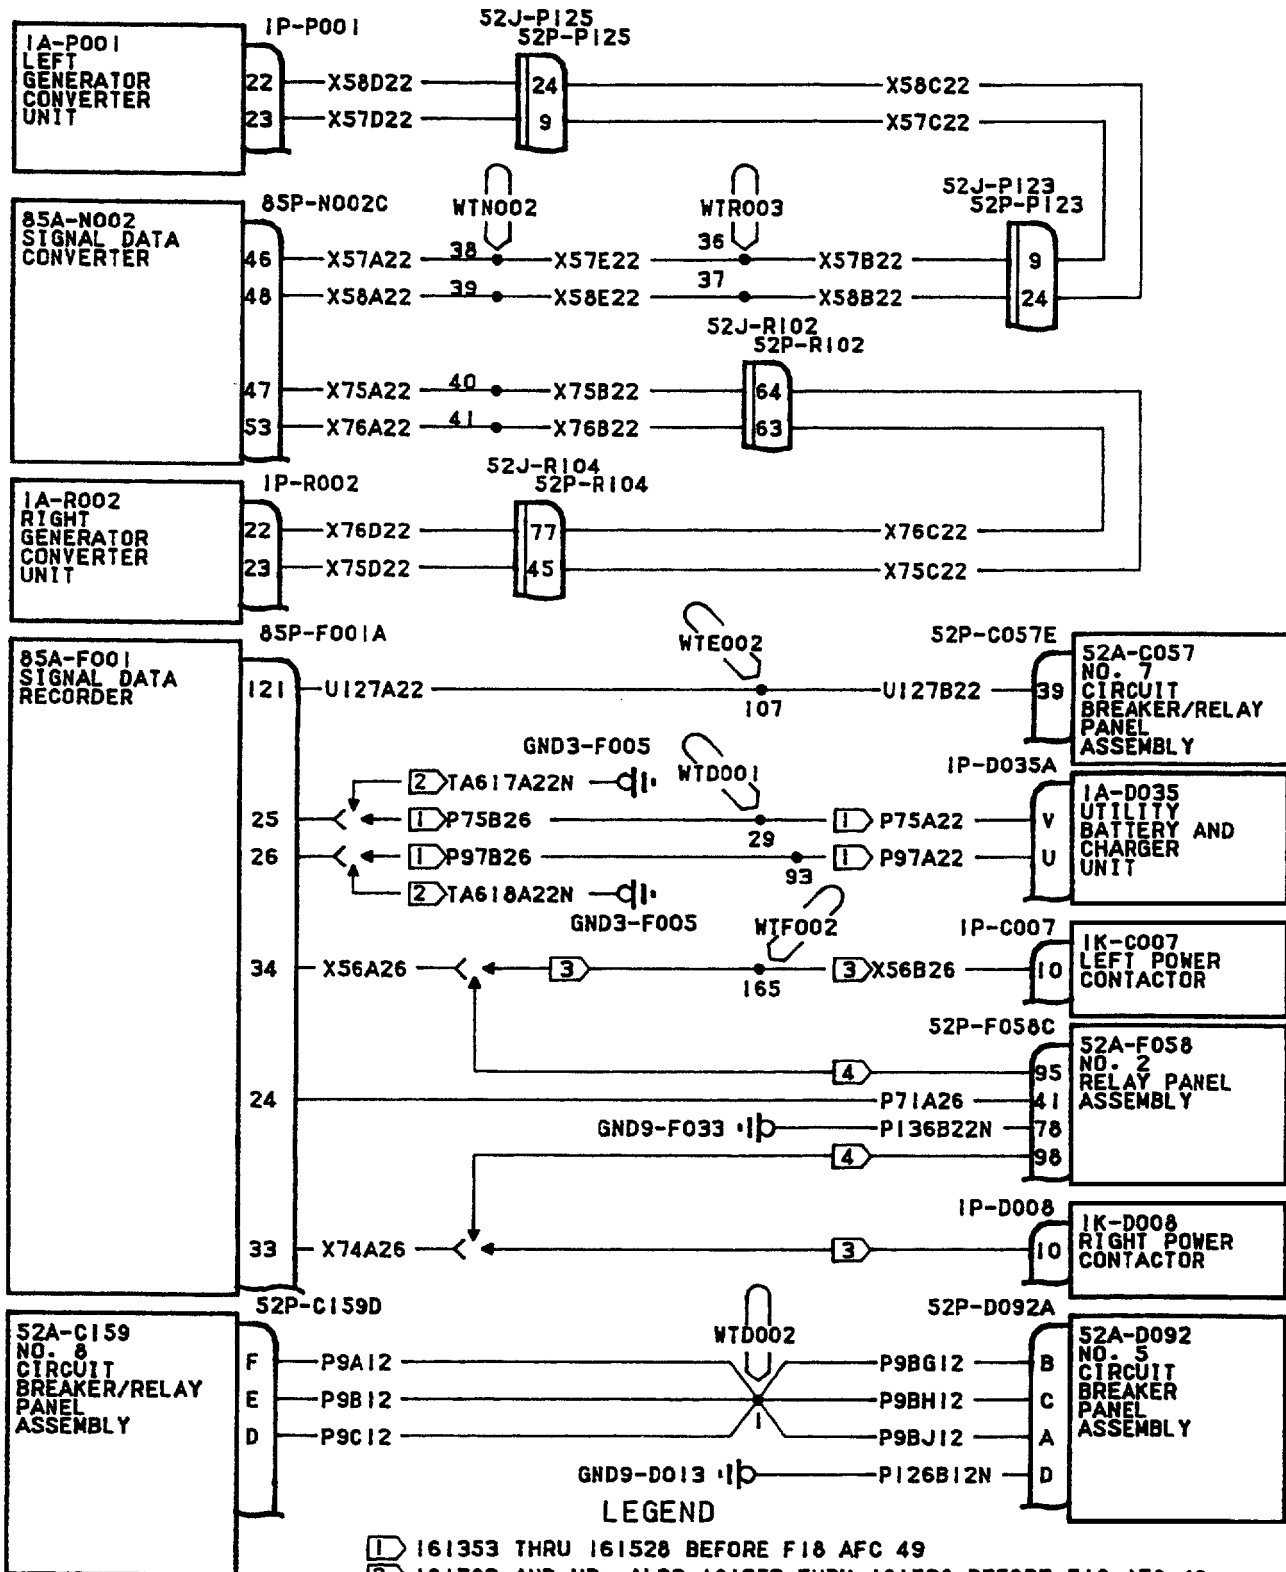 1P-P001
52J-P125
52P-P125
1A-P001
LEFT
GENERATOR
CONVERTER
UNIT
22 X58D22 24 X58C22
23 X57D22 9 X57C22
85P-N002C
WTN002
WTR003
52J-P123
52P-P123
85A-N002
SIGNAL DATA
CONVERTER
46 X57A22 38 X57E22 36 X57B22 9
48 X58A22 39 X58E22 37 X58B22 24
52J-R102
52P-R102
47 X75A22 40 X75B22 64
53 X76A22 41 X76B22 63
1P-R002
52J-R104
52P-R104
1A-R002
RIGHT
GENERATOR
CONVERTER
UNIT
22 X76D22 77 X76C22
23 X75D22 45 X75C22
85P-F001A
WTE002
52P-C057E
85A-F001
SIGNAL DATA
RECORDER
121 U127A22 107 U127B22 39
52A-C057
NO. 7
CIRCUIT
BREAKER/RELAY
PANEL
ASSEMBLY
GND3-F005
WTD001
1P-D035A
2 TA617A22N
25 1 P75B26 29 1 P75A22 V
26 1 P97B26 93 1 P97A22 U
2 TA618A22N
GND3-F005
1A-D035
UTILITY
BATTERY AND
CHARGER
UNIT
WTF002
1P-C007
34 X56A26 3 165 3 X56B26 10
1K-C007
LEFT POWER
CONTACTOR
52P-F058C
4 95
24 P71A26 41
GND9-F033 P136B22N 78
4 98
52A-F058
NO. 2
RELAY PANEL
ASSEMBLY
1P-D008
33 X74A26 3 10
1K-D008
RIGHT POWER
CONTACTOR
52P-C159D
WTD002
52P-D092A
52A-C159
NO. 8
CIRCUIT
BREAKER/RELAY
PANEL
ASSEMBLY
F P9A12 P9BG12 B
E P9B12 1 P9BH12 C
D P9C12 P9BJ12 A
GND9-D013 P126B12N D
52A-D092
NO. 5
CIRCUIT
BREAKER
PANEL
ASSEMBLY
LEGEND
1 161353 THRU 161528 BEFORE F18 AFC 49